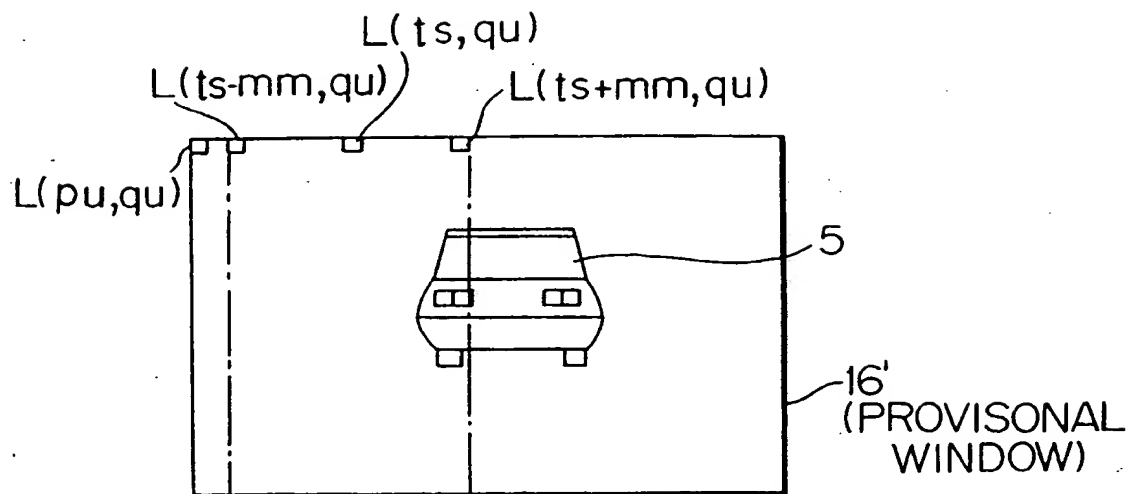 L(ts,qu)
L(ts-mm,qu)
L(ts+mm,qu)
L(pu,qu)
5
16'
(PROVISONAL
WINDOW)